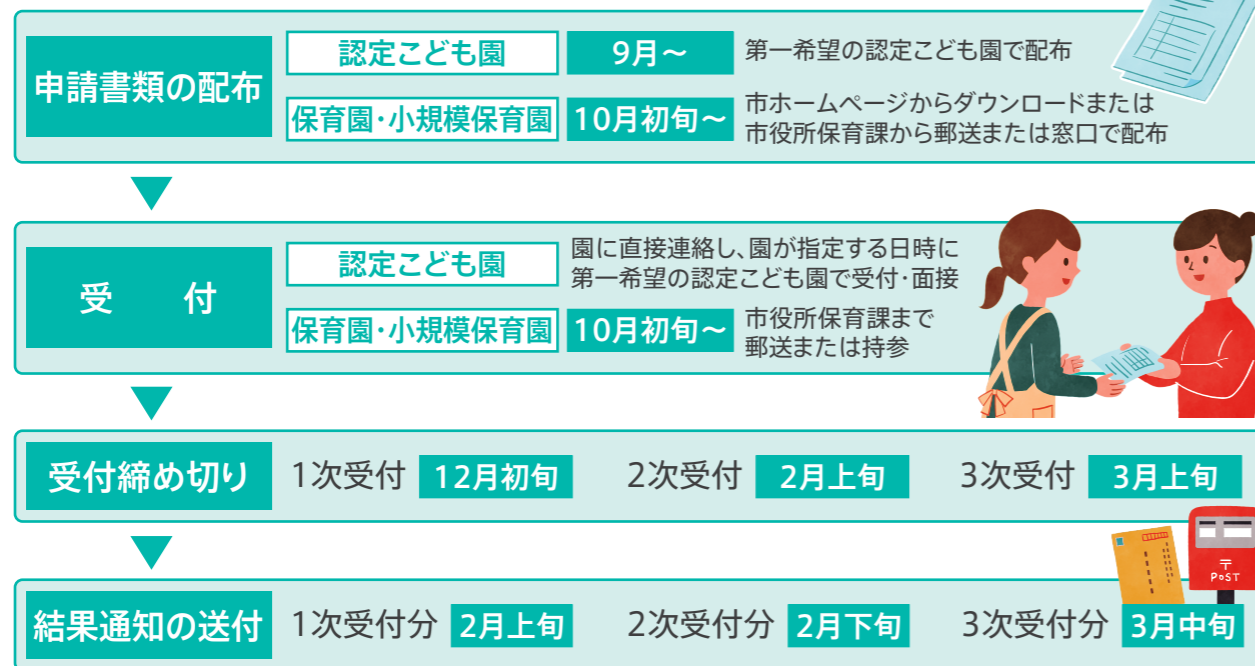 申請書類の配布
認定こども園 9月〜 第一希望の認定こども園で配布
保育園・小規模保育園 10月初旬〜 市ホームページからダウンロードまたは
市役所保育課から郵送または窓口で配布
受付
認定こども園 園に直接連絡し、園が指定する日時に
第一希望の認定こども園で受付・面接
保育園・小規模保育園 10月初旬〜 市役所保育課まで
郵送または持参
受付締め切り 1次受付 12月初旬 2次受付 2月上旬 3次受付 3月上旬
〒
PoST
結果通知の送付 1次受付分 2月上旬 2次受付分 2月下旬 3次受付分 3月中旬